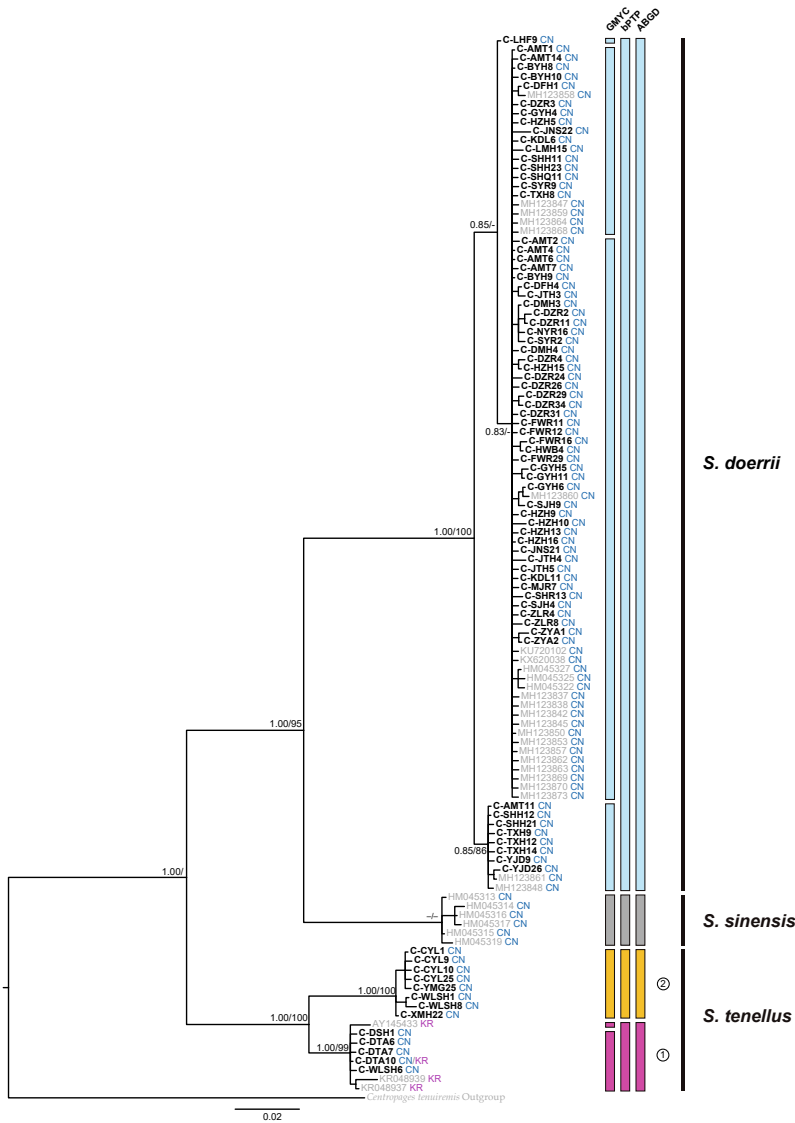 GMYC bPTP ABGD
C-LHF9 CN
C-AMT1 CN
C-AMT14 CN
C-BYH8 CN
C-BYH10 CN
C-DFH1 CN
MH123858 CN
C-DZR3 CN
C-GYH4 CN
C-HZH5 CN
C-JNS22 CN
C-KDL6 CN
C-LMH15 CN
C-SHH11 CN
C-SHH23 CN
C-SHQ11 CN
C-SYR9 CN
C-TXH8 CN
MH123847 CN
MH123859 CN
MH123864 CN
MH123868 CN
0.85/-
C-AMT2 CN
C-AMT4 CN
C-AMT6 CN
C-AMT7 CN
C-BYH9 CN
C-DFH4 CN
C-JTH3 CN
C-DMH3 CN
C-DZR2 CN
C-DZR11 CN
C-NYR16 CN
C-SYR2 CN
C-DMH4 CN
C-DZR4 CN
C-HZH15 CN
C-DZR24 CN
C-DZR26 CN
C-DZR29 CN
C-DZR34 CN
C-DZR31 CN
C-FWR11 CN
0.83/-
C-FWR12 CN
C-FWR16 CN
C-HWB4 CN
C-FWR29 CN
S. doerrii
C-GYH5 CN
C-GYH11 CN
C-GYH6 CN
MH123860 CN
C-SJH9 CN
C-HZH9 CN
C-HZH10 CN
C-HZH13 CN
1.00/100
C-HZH16 CN
C-JNS21 CN
C-JTH4 CN
C-JTH5 CN
C-KDL11 CN
C-MJR7 CN
C-SHR13 CN
C-SJH4 CN
C-ZLR4 CN
C-ZLR8 CN
C-ZYA1 CN
C-ZYA2 CN
KU720102 CN
KX620038 CN
HM045327 CN
HM045325 CN
HM045322 CN
MH123837 CN
MH123838 CN
MH123842 CN
1.00/95
MH123845 CN
MH123850 CN
MH123853 CN
MH123857 CN
MH123862 CN
MH123863 CN
MH123869 CN
MH123870 CN
MH123873 CN
C-AMT11 CN
C-SHH12 CN
C-SHH21 CN
C-TXH9 CN
C-TXH12 CN
0.85/86
C-TXH14 CN
C-YJD9 CN
C-YJD26 CN
1.00/
MH123861 CN
MH123848 CN
HM045313 CN
HM045314 CN
-/-
HM045316 CN
HM045317 CN
S. sinensis
HM045315 CN
HM045319 CN
C-CYL1 CN
C-CYL9 CN
C-CYL10 CN
C-CYL25 CN
②
1.00/100
C-YMG25 CN
C-WLSH1 CN
C-WLSH8 CN
C-XMH22 CN
S. tenellus
1.00/100
AY145433 KR
C-DSH1 CN
C-DTA6 CN
1.00/99
C-DTA7 CN
①
C-DTA10 CN/KR
C-WLSH6 CN
KR048939 KR
KR048937 KR
Centropages tenuiremis Outgroup
0.02